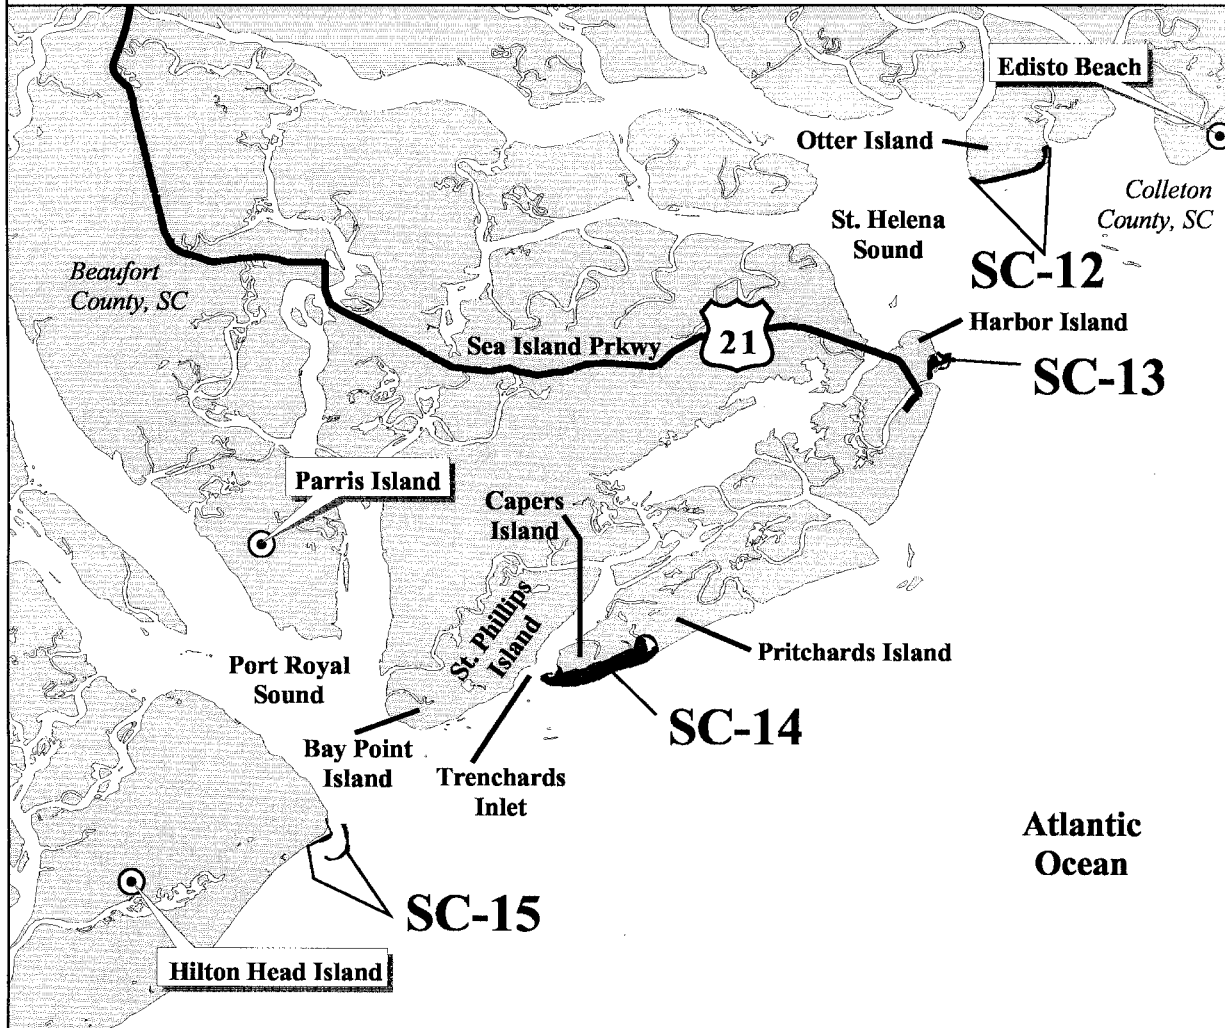 Edisto Beach
Otter Island
Colleton
County, SC
St. Helena
Sound
SC-12
Beaufort
County, SC
Harbor Island
Sea Island Prkwy
21
SC-13
Parris Island
Capers
Island
St. Phillips
Island
Pritchards Island
Port Royal
Sound
SC-14
Bay Point
Island
Trenchards
Inlet
Atlantic
Ocean
SC-15
Hilton Head Island